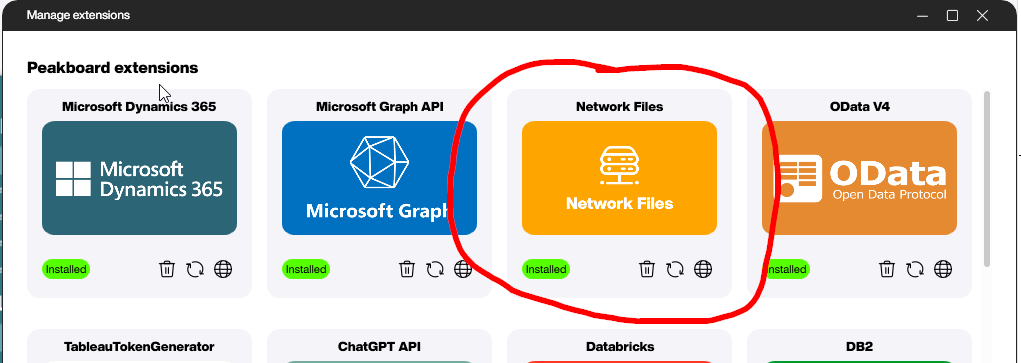 Manage extensions
Peakboard extensions
Microsoft Dynamics 365
Microsoft Graph API
Network Files
OData V4
Microsoft
Dynamics 365
Microsoft Graph
Network Files
OData
Open Data Protocol
Installed
Installed
Installed
Installed
TableauTokenGenerator
ChatGPT API
Databricks
DB2